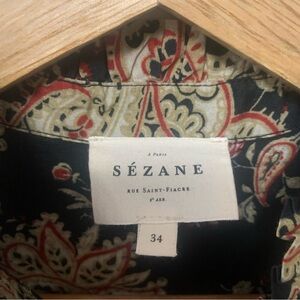 A PARIS
SÉZANE
RUE SAINT-FIACRE
2ᵉ ARR
34